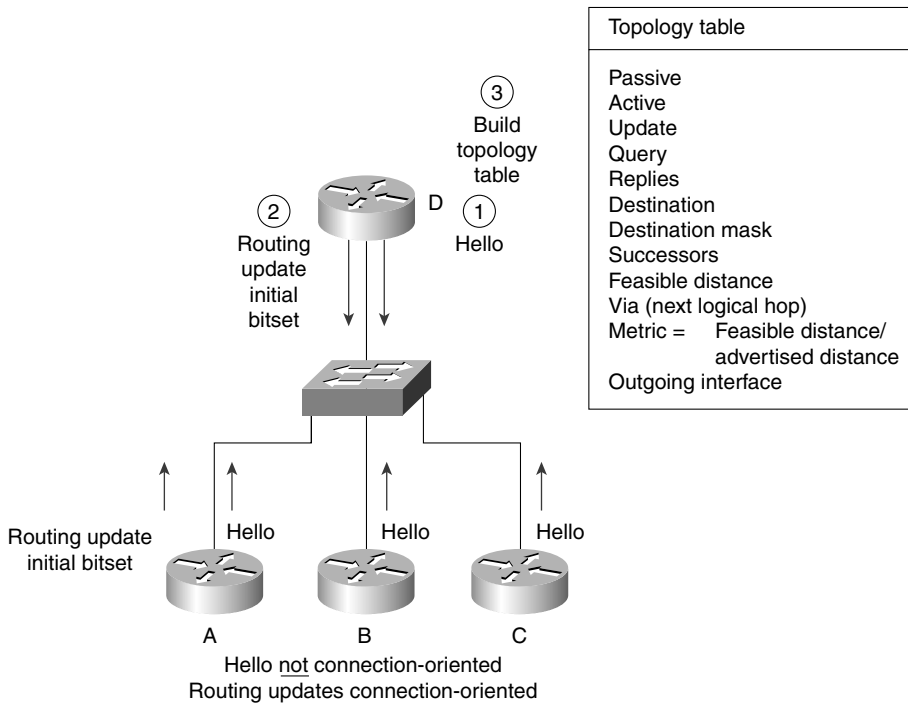 Topology table
Passive
Active
Update
Query
Replies
Destination
Destination mask
Successors
Feasible distance
Via (next logical hop)
Metric = Feasible distance/
advertised distance
Outgoing interface
3
Build
topology
table
2
Routing
update
initial
bitset
D
1
Hello
Routing update
initial bitset
Hello
Hello
Hello
A
B
C
Hello not connection-oriented
Routing updates connection-oriented